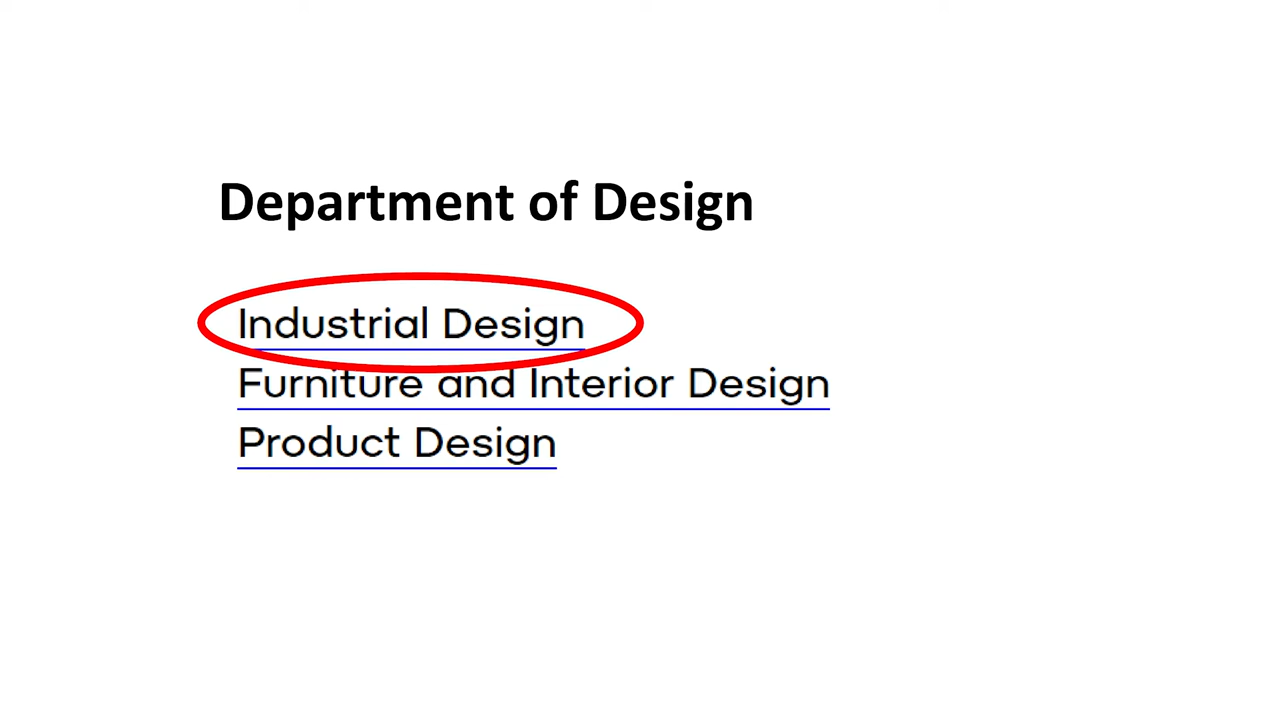 Department of Design
Industrial Design
Furniture and Interior Design
Product Design